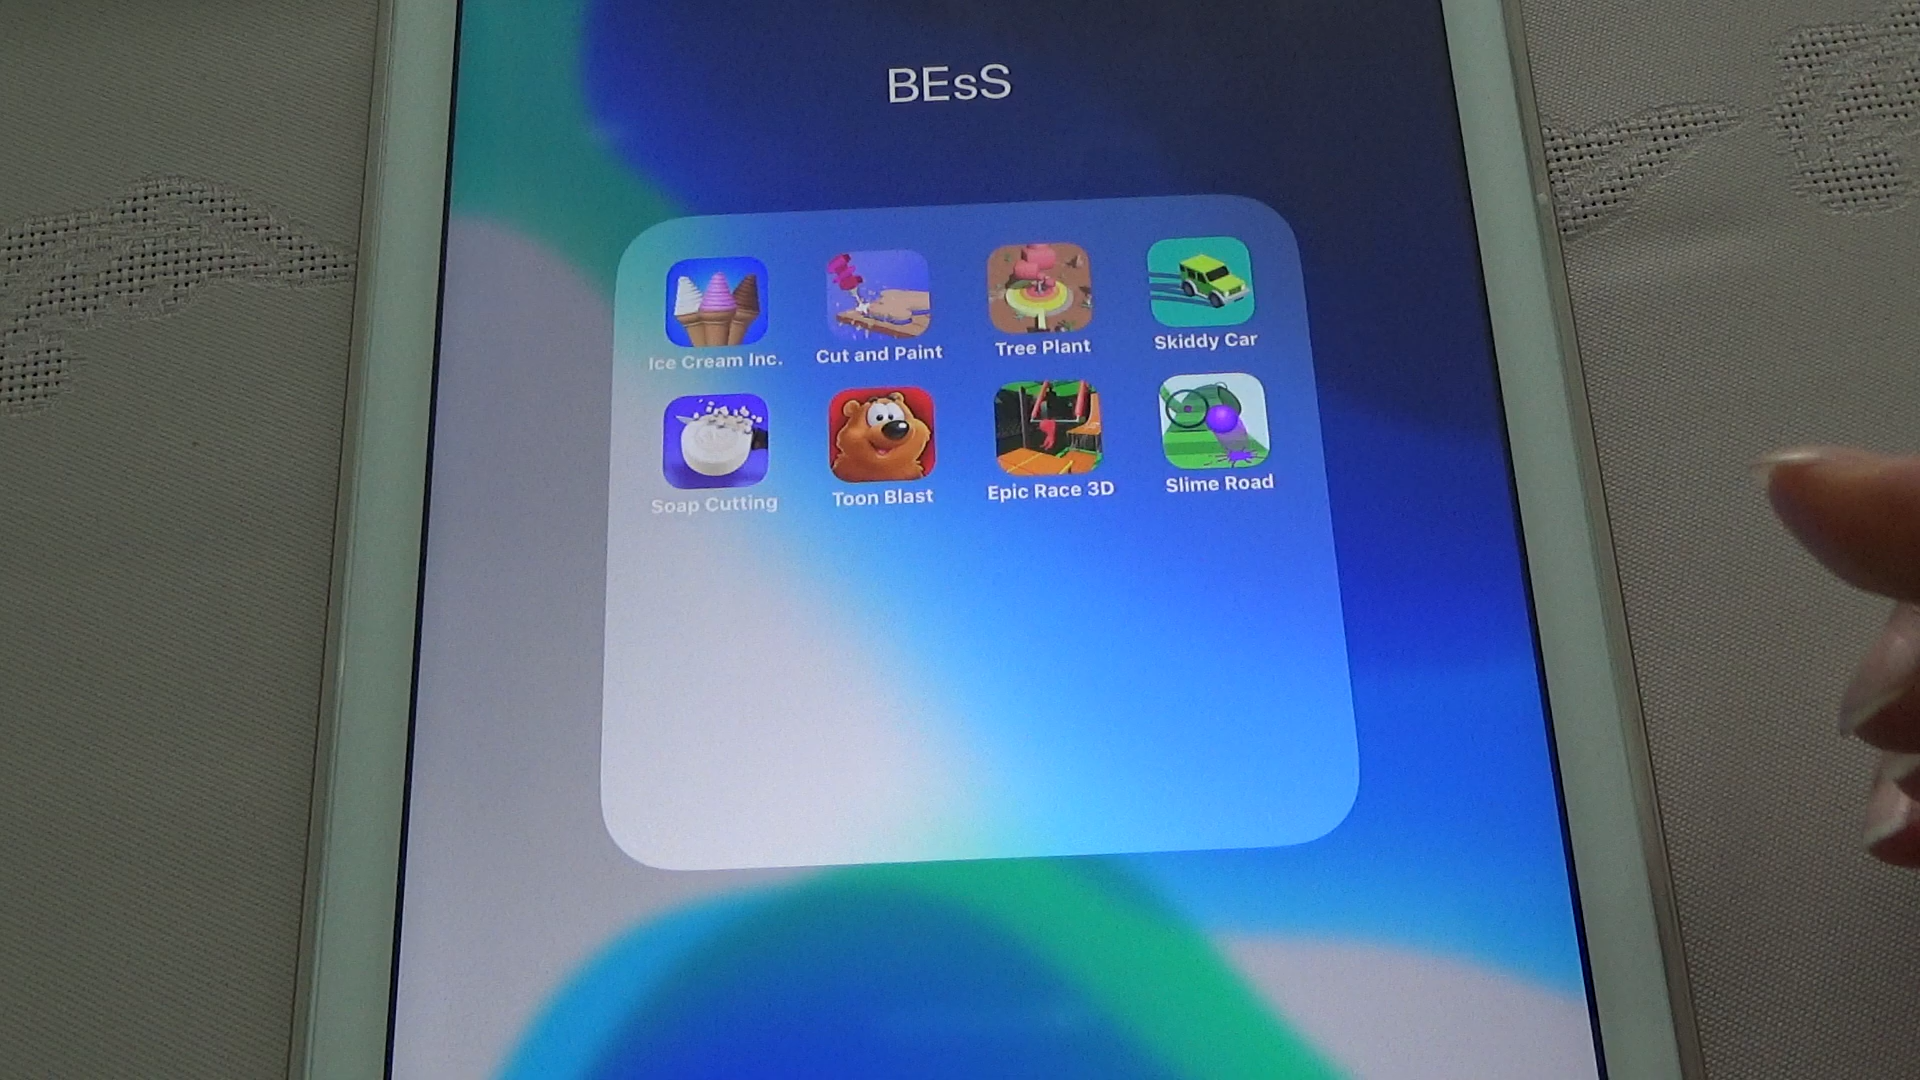 BEsS
Ice Cream Inc.
Cut and Paint
Tree Plant
Skiddy Car
Soap Cutting
Toon Blast
Epic Race 3D
Slime Road